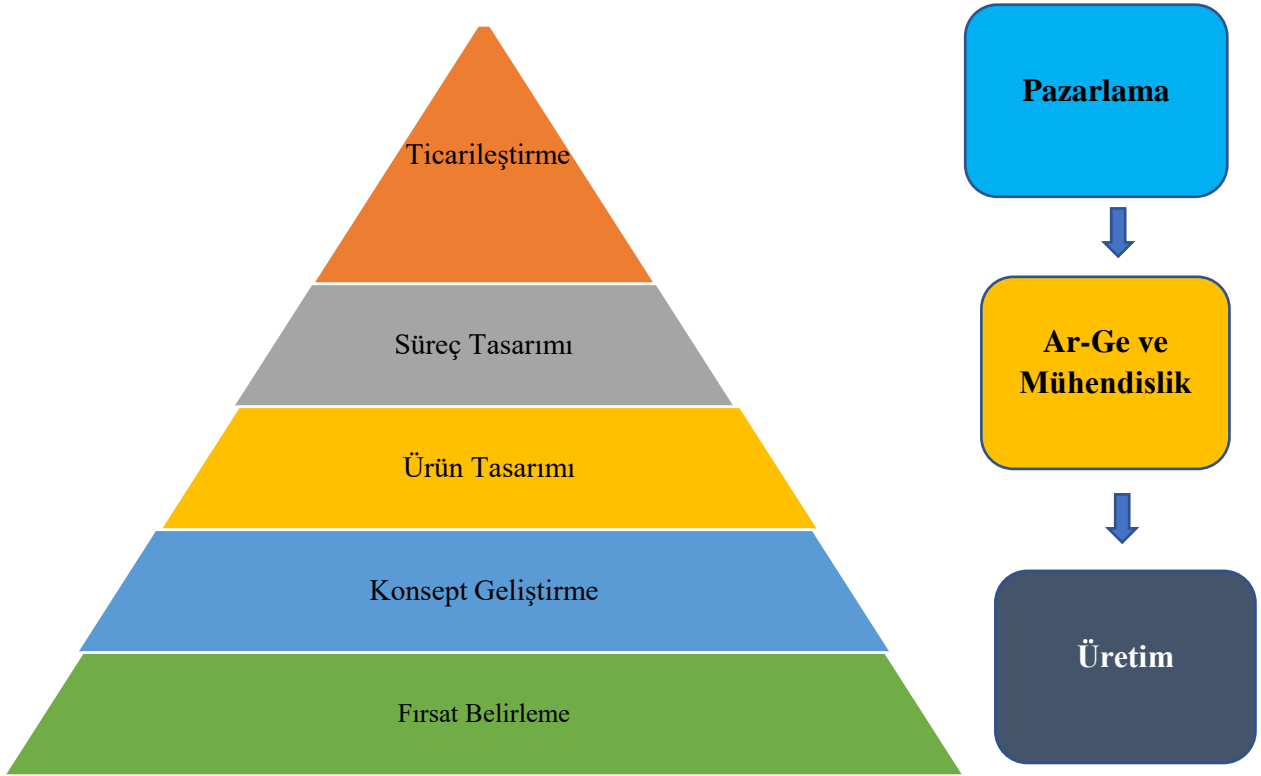 Ticarileştirme
Süreç Tasarımı
Ürün Tasarımı
Konsept Geliştirme
Fırsat Belirleme
Pazarlama
Ar-Ge ve
Mühendislik
Üretim